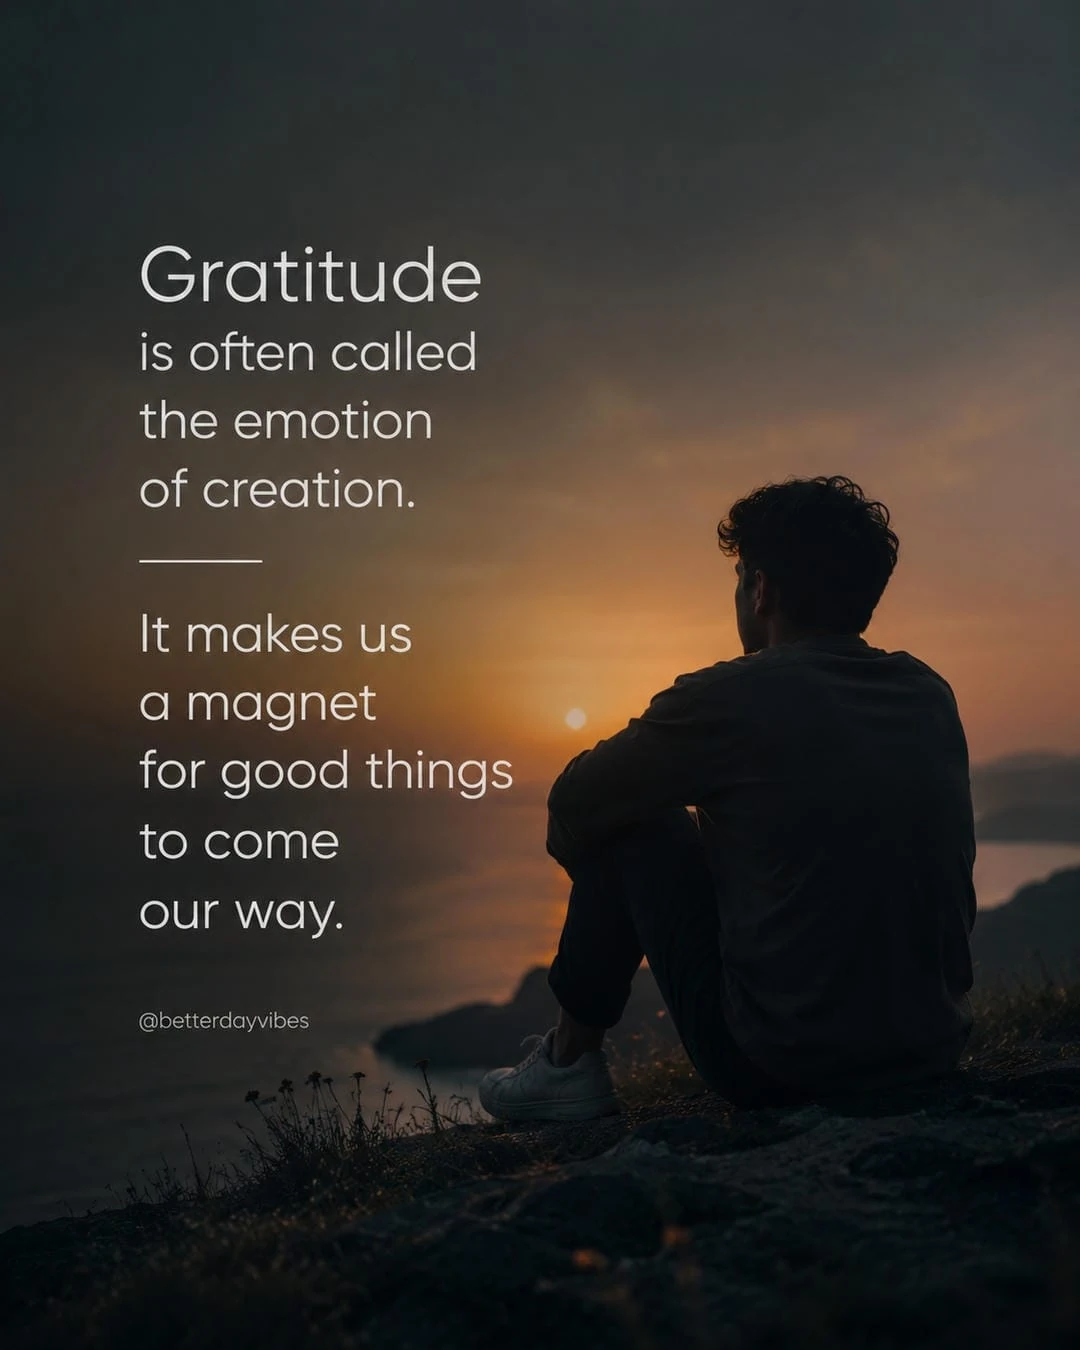 Gratitude
is often called
the emotion
of creation.
It makes us
a magnet
for good things
to come
our way.
@betterdayvibes